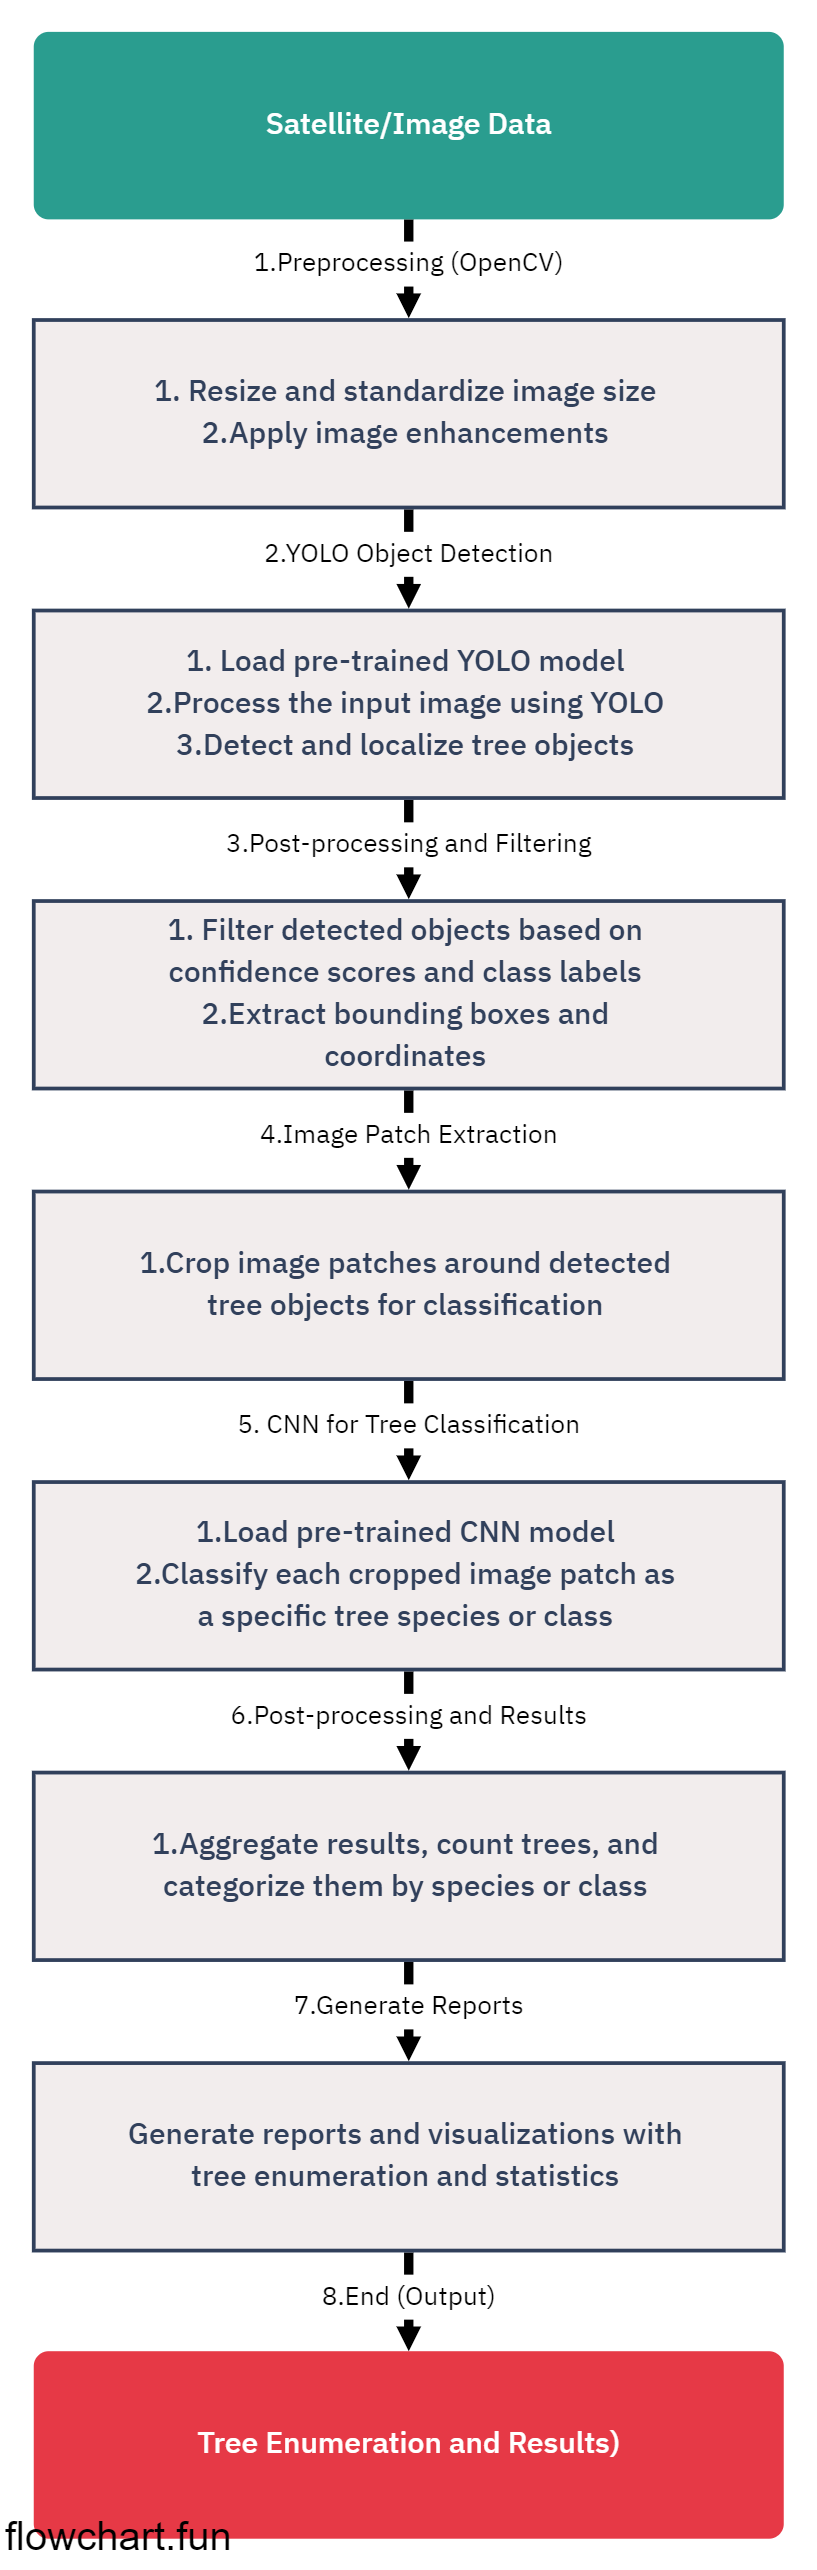 Satellite/Image Data
1.Preprocessing (OpenCV)
1. Resize and standardize image size
2.Apply image enhancements
2.YOLO Object Detection
1. Load pre-trained YOLO model
2.Process the input image using YOLO
3.Detect and localize tree objects
3.Post-processing and Filtering
1. Filter detected objects based on
confidence scores and class labels
2.Extract bounding boxes and
coordinates
4.Image Patch Extraction
1.Crop image patches around detected
tree objects for classification
5. CNN for Tree Classification
1.Load pre-trained CNN model
2.Classify each cropped image patch as
a specific tree species or class
6.Post-processing and Results
1.Aggregate results, count trees, and
categorize them by species or class
7.Generate Reports
Generate reports and visualizations with
tree enumeration and statistics
8.End (Output)
Tree Enumeration and Results)
flowchart.fun